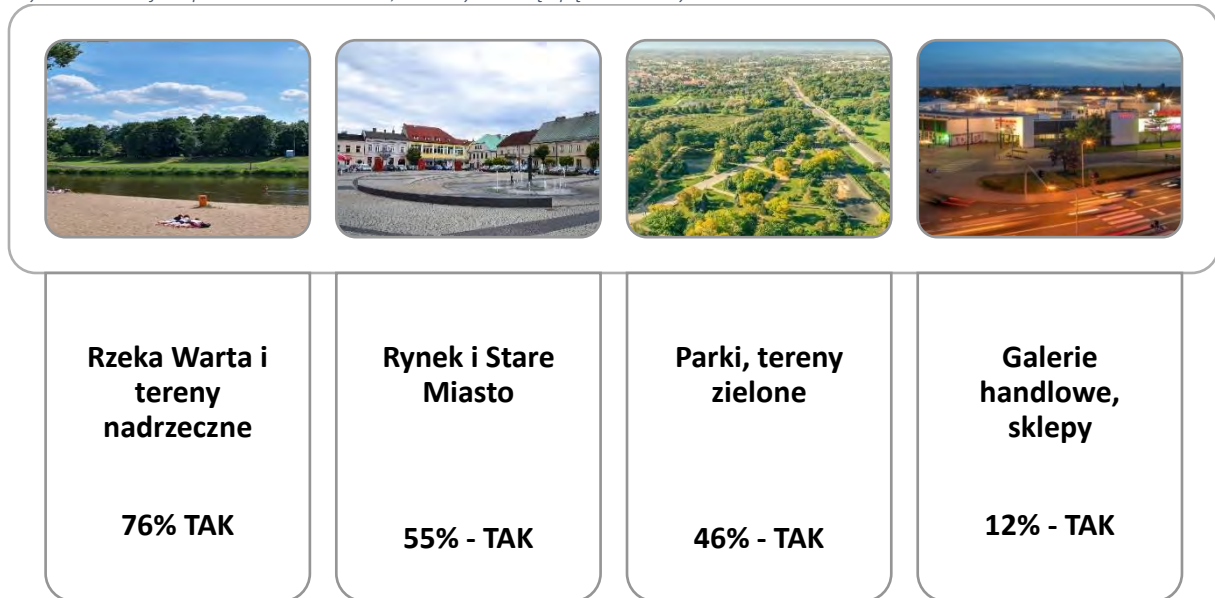 Rzeka Warta i
tereny
nadrzeczne
76% TAK
Rynek i Stare
Miasto
55% - TAK
Parki, tereny
zielone
46% - TAK
Galerie
handlowe,
sklepy
12% - TAK